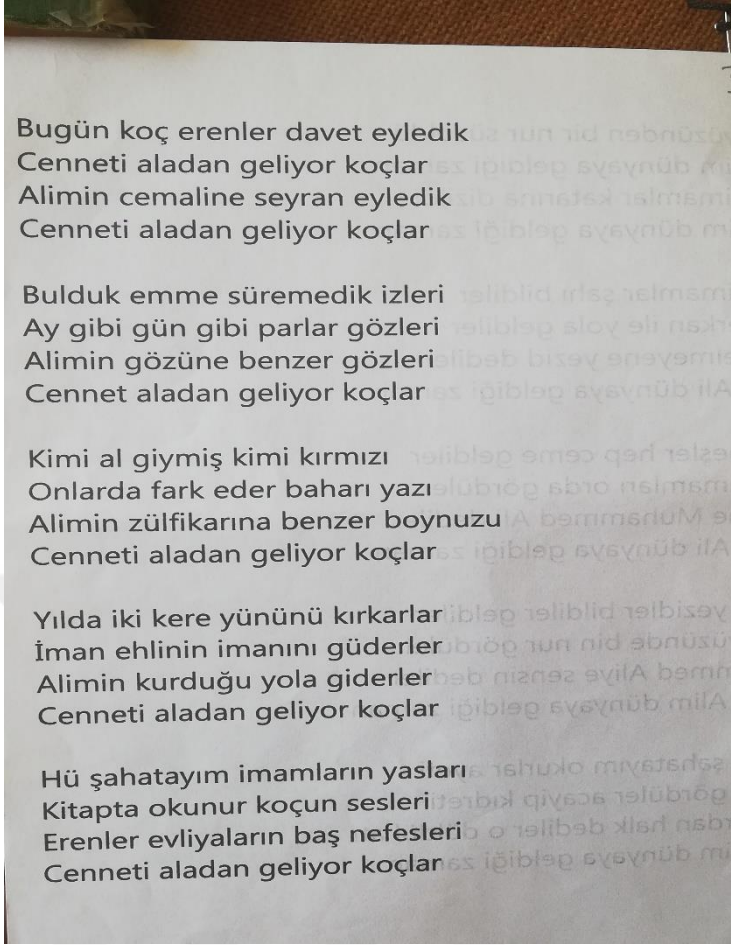 Bugün koç erenler davet eyledik
Cenneti aladan geliyor koçlar
Alimin cemaline seyran eyledik
Cenneti aladan geliyor koçlar
Bulduk emme süremedik izleri
Ay gibi gün gibi parlar gözleri
Alimin gözüne benzer gözleri
Cennet aladan geliyor koçlar
Kimi al giymiş kimi kırmızı
Onlarda fark eder baharı yazı
Alimin zülfikarına benzer boynuzu
Cenneti aladan geliyor koçlar
Yılda iki kere yününü kırkarlar
İman ehlinin imanını güderler
Alimin kurduğu yola giderler
Cenneti aladan geliyor koçlar
Hü şahatayım imamların yasları
Kitapta okunur koçun sesleri
Erenler evliyaların baş nefesleri
Cenneti aladan geliyor koçlar